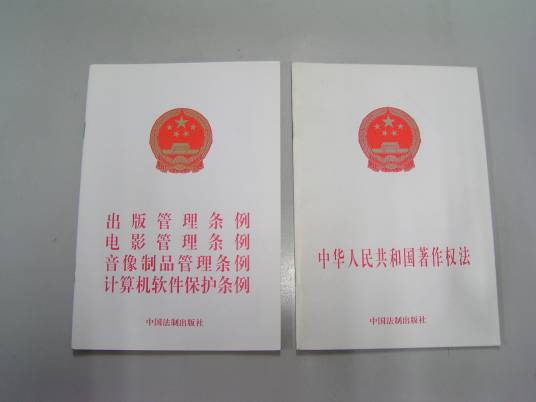 出版管理条例
电影管理条例
音像制品管理条例
计算机软件保护条例
中国法制出版社
中华人民共和国著作权法
中国法制出版社